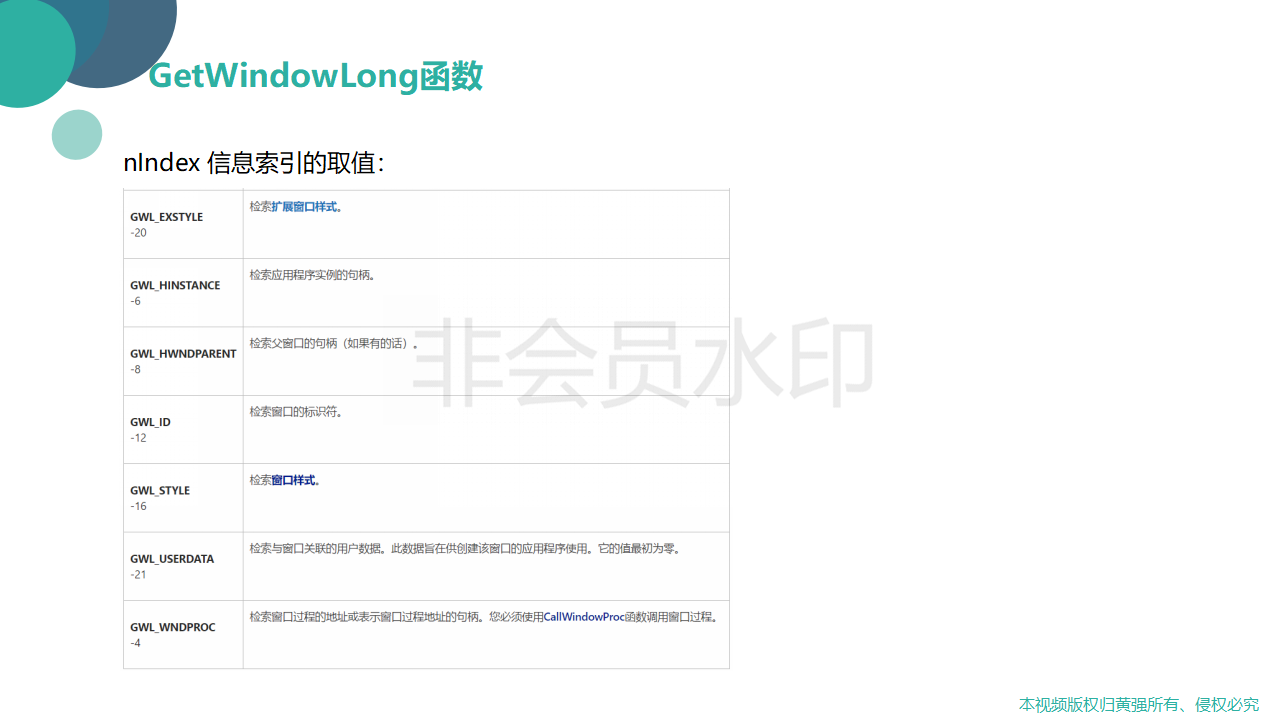 GetWindowLong函数
nIndex 信息索引的取值：
GWL_EXSTYLE
-20
检索扩展窗口样式。
GWL_HINSTANCE
-6
检索应用程序实例的句柄。
GWL_HWNDPARENT
-8
检索父窗口的句柄（如果有的话）。
GWL_ID
-12
检索窗口的标识符。
GWL_STYLE
-16
检索窗口样式。
GWL_USERDATA
-21
检索与窗口关联的用户数据。此数据旨在供创建该窗口的应用程序使用。它的值最初为零。
GWL_WNDPROC
-4
检索窗口过程的地址或表示窗口过程地址的句柄。您必须使用CallWindowProc函数调用窗口过程。
非会员水印
本视频版权归黄强所有、侵权必究